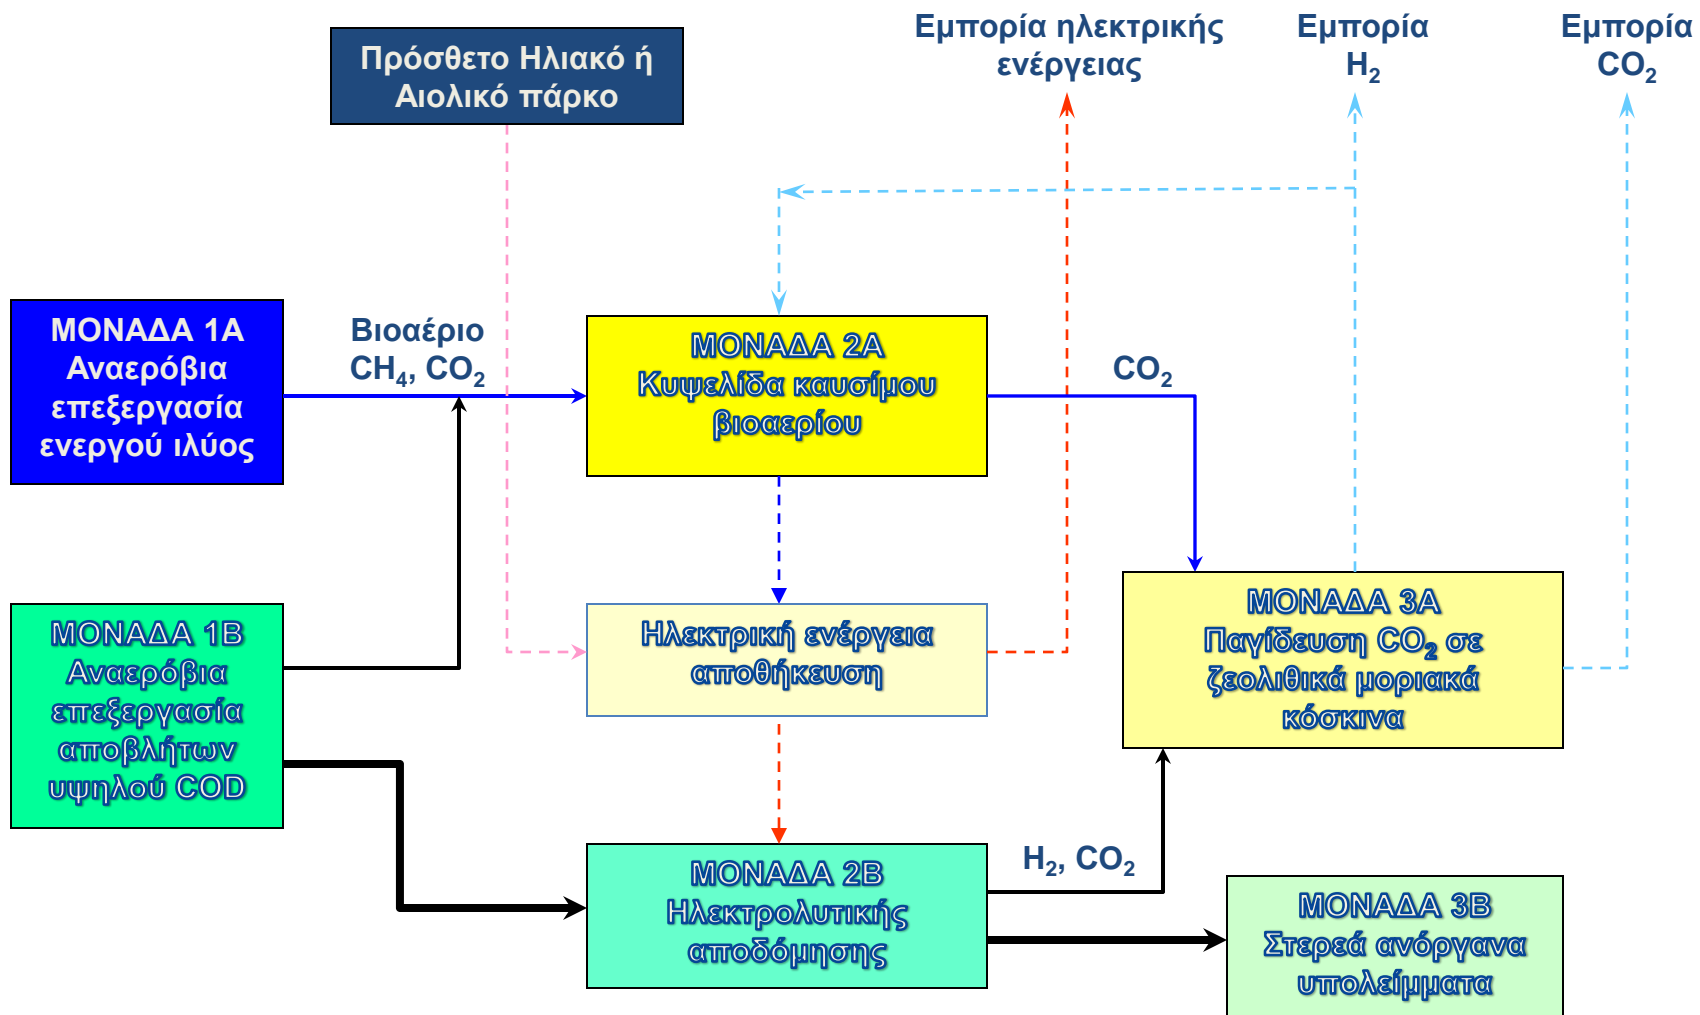 Πρόσθετο Ηλιακό ή
Αιολικό πάρκο
Εμπορία ηλεκτρικής
ενέργειας
Εμπορία
H₂
Εμπορία
CO₂
ΜΟΝΑΔΑ 1Α
Αναερόβια
επεξεργασία
ενεργού ιλύος
Βιοαέριο
CH₄, CO₂
ΜΟΝΑΔΑ 2Α
Κυψελίδα καυσίμου
βιοαερίου
CO₂
ΜΟΝΑΔΑ 1Β
Αναερόβια
επεξεργασία
αποβλήτων
υψηλού COD
Ηλεκτρική ενέργεια
αποθήκευση
ΜΟΝΑΔΑ 3Α
Παγίδευση CO₂ σε
ζεολιθικά μοριακά
κόσκινα
ΜΟΝΑΔΑ 2Β
Ηλεκτρολυτικής
αποδόμησης
H₂, CO₂
ΜΟΝΑΔΑ 3Β
Στερεά ανόργανα
υπολείμματα